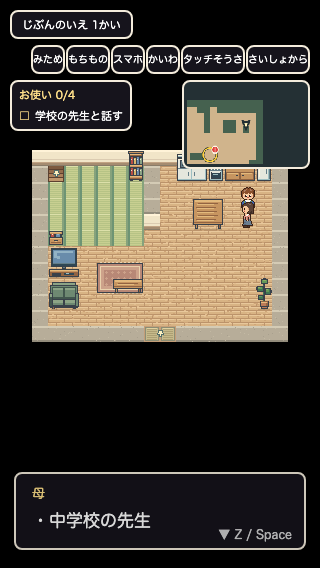 じぶんのいえ 1かい
みため
もちもの
スマホ
かいわ
タッチそうさ
さいしょから
お使い 0/4
☐ 学校の先生と話す
母
・中学校の先生
▼ Z / Space